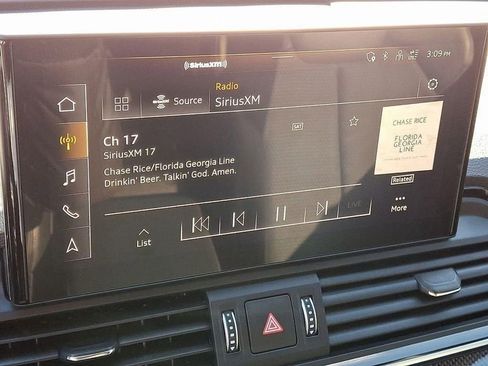 SiriusXM
3:09 PM
Radio
Source
SiriusXM
Ch 17
SAT
SiriusXM 17
Chase Rice/Florida Georgia Line
Drinkin' Beer. Talkin' God. Amen.
CHASE RICE
FLORIDA
GEORGIA
LINE
Related
List
LIVE
More